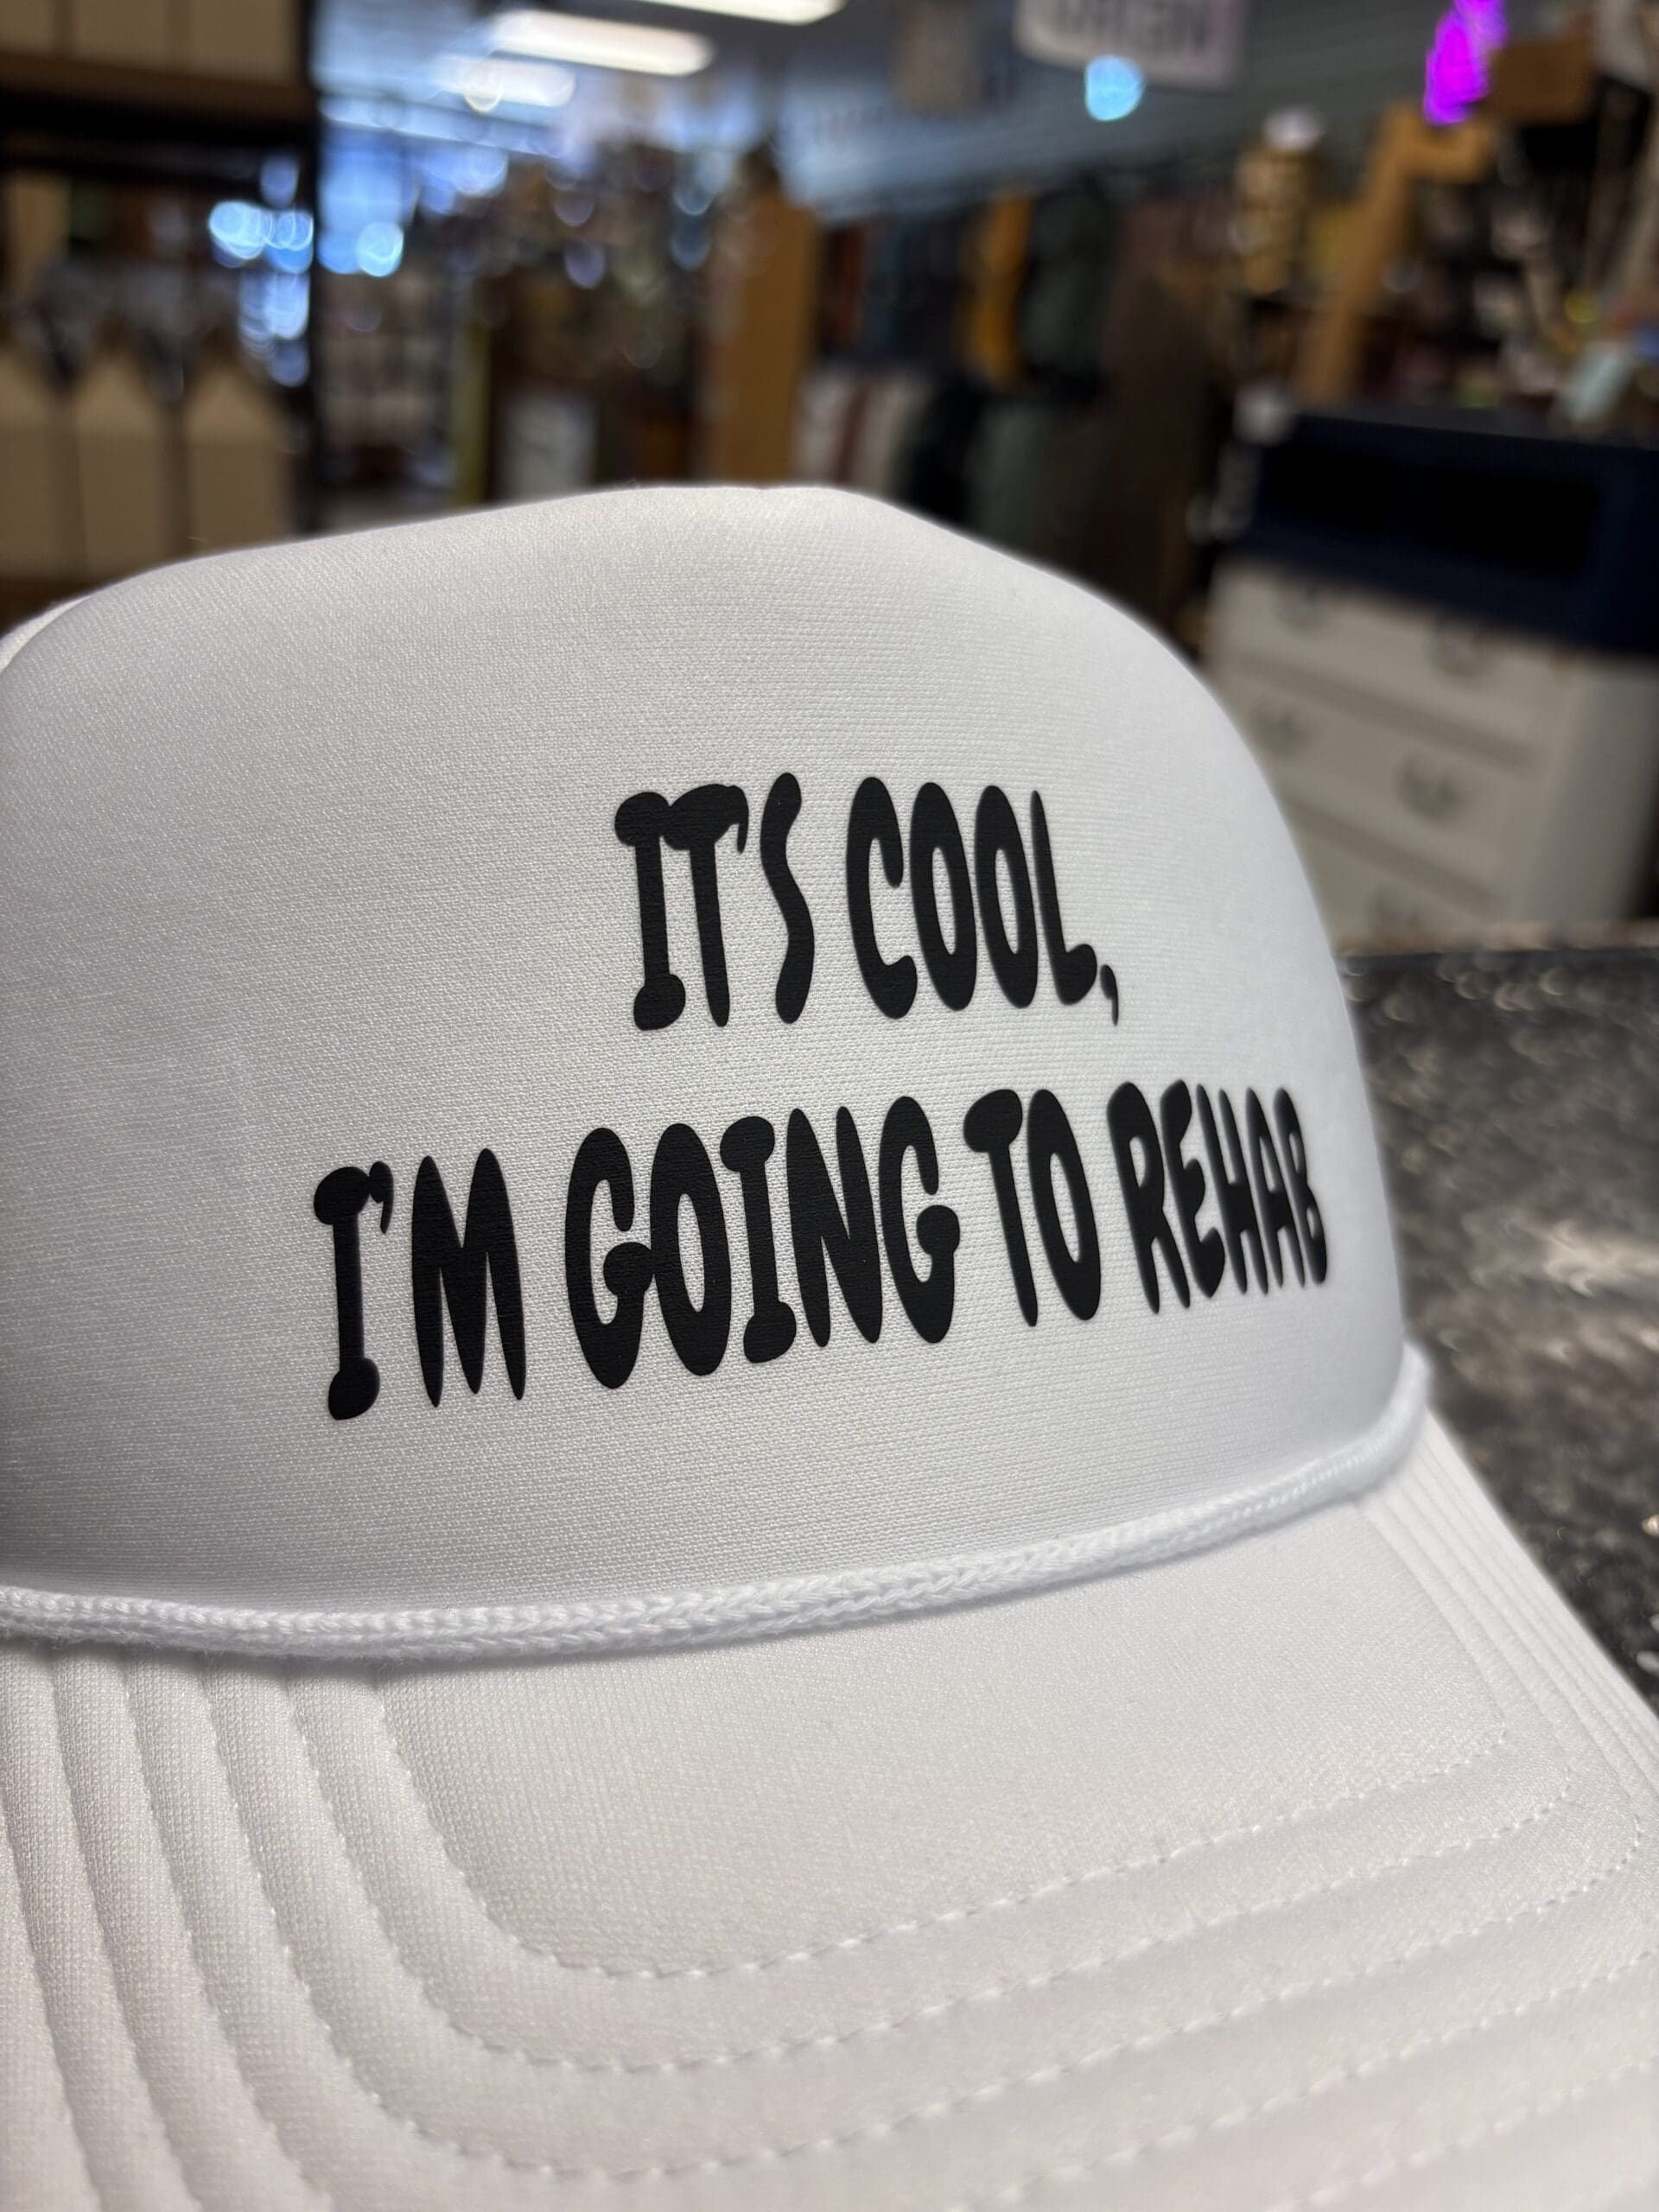 IT'S COOL,
I'M GOING TO REHAB